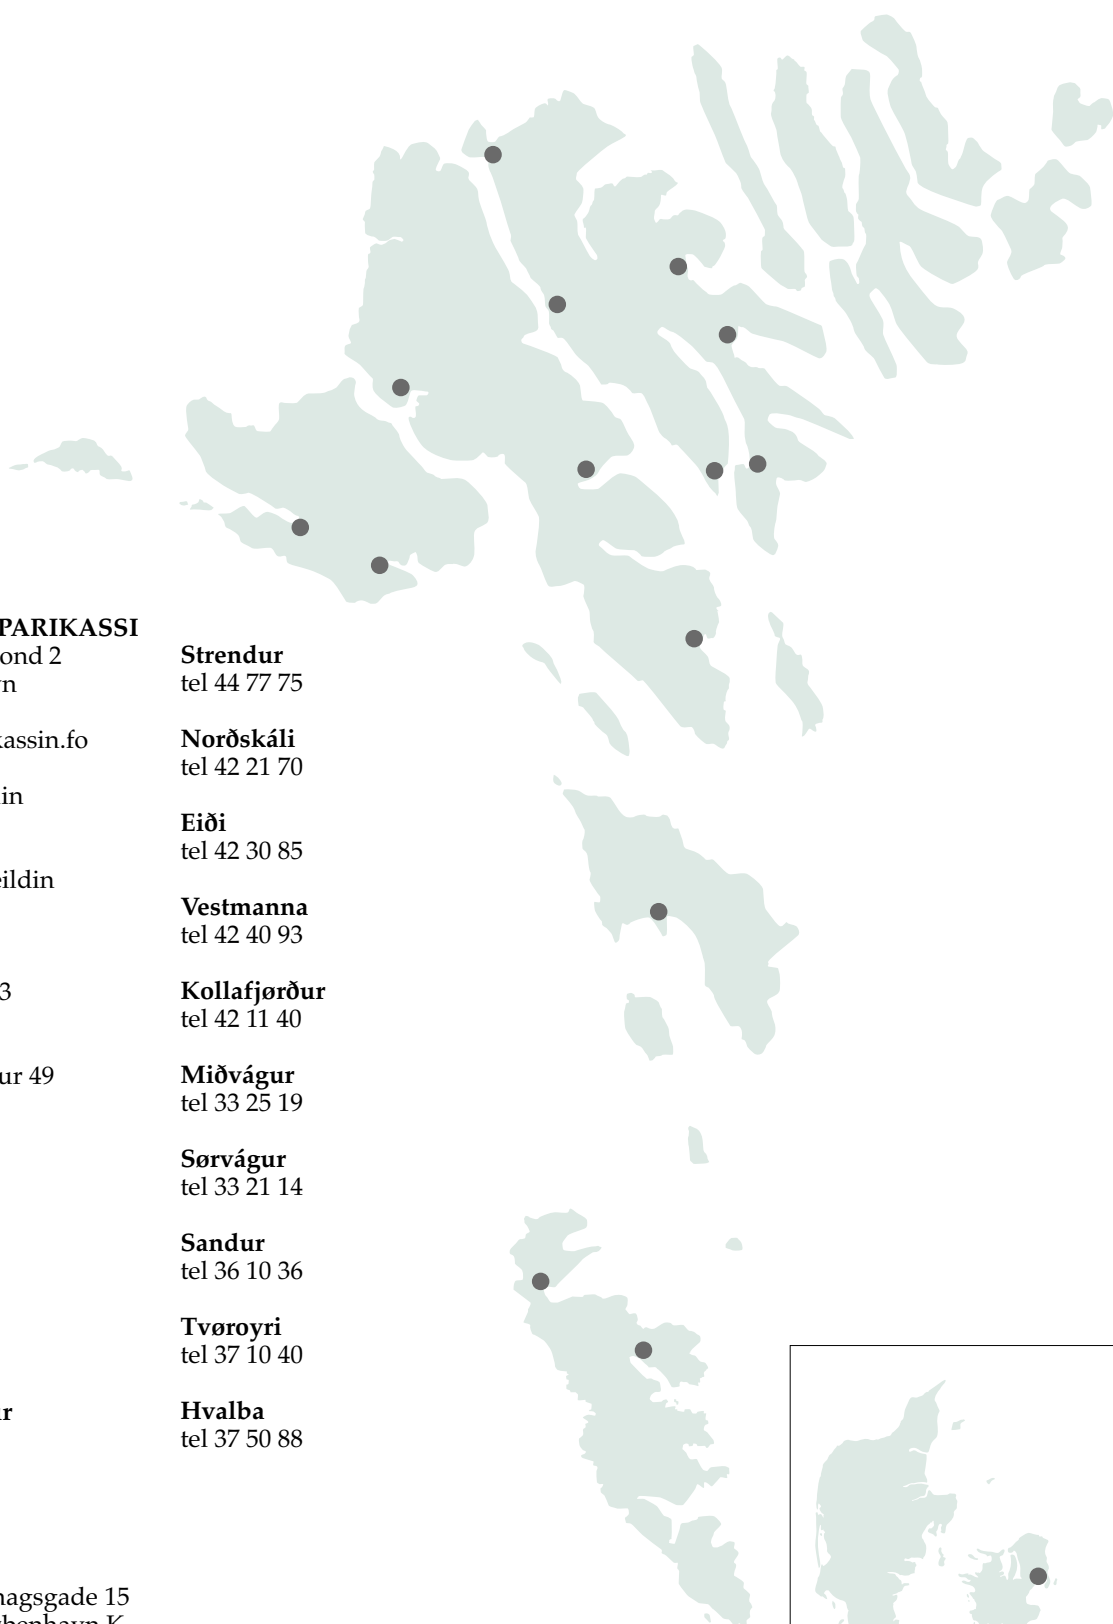 PARIKASSI
ond 2
n
kassin.fo
in
eildin
3
ur 49
r
nagsgade 15
benhavn K
Strendur
tel 44 77 75
Norðskáli
tel 42 21 70
Eiði
tel 42 30 85
Vestmanna
tel 42 40 93
Kollafjørður
tel 42 11 40
Miðvágur
tel 33 25 19
Sørvágur
tel 33 21 14
Sandur
tel 36 10 36
Tvøroyri
tel 37 10 40
Hvalba
tel 37 50 88